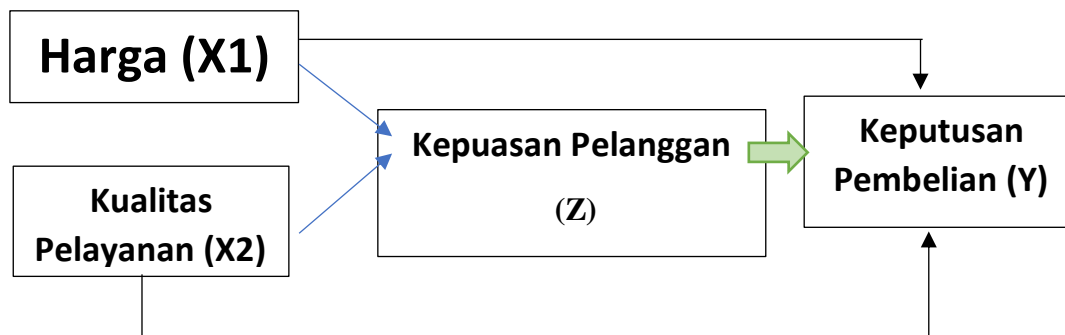 Harga (X1)
Kualitas
Pelayanan (X2)
Kepuasan Pelanggan
(Z)
Keputusan
Pembelian (Y)